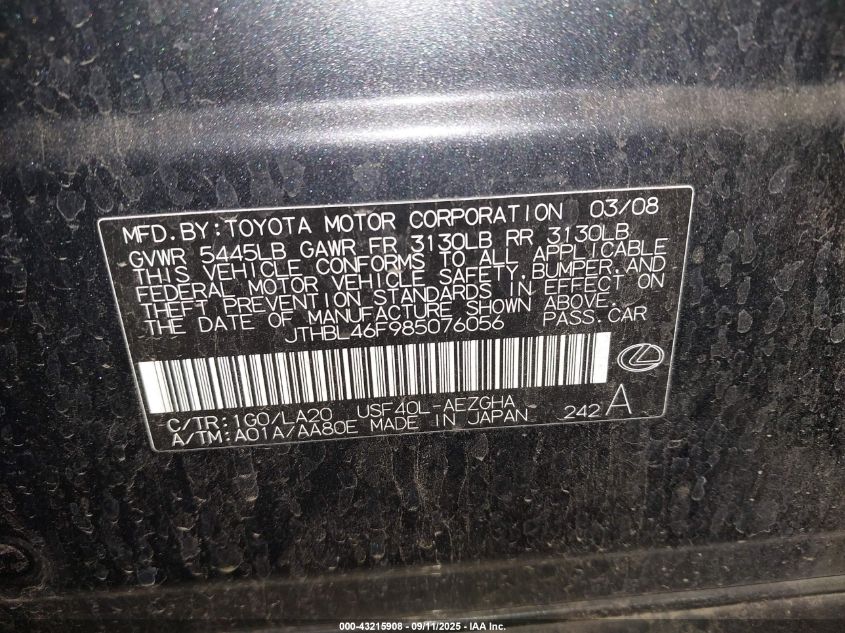 MFD.BY:TOYOTA MOTOR CORPORATION 03/08
GVWR 5445LB GAWR FR 3130LB RR 3130LB
THIS VEHICLE CONFORMS TO ALL APPLICABLE
FEDERAL MOTOR VEHICLE SAFETY,BUMPER,AND
THEFT PREVENTION STANDARDS IN EFFECT ON
THE DATE OF MANUFACTURE SHOWN ABOVE.
JTHBL46F985076056 PASS.CAR
C/TR:1G0/LA20 USF40L-AEZGHA
A/TM:A01A/AA80E MADE IN JAPAN 242A
000-43215908 - 09/11/2025 - IAA Inc.